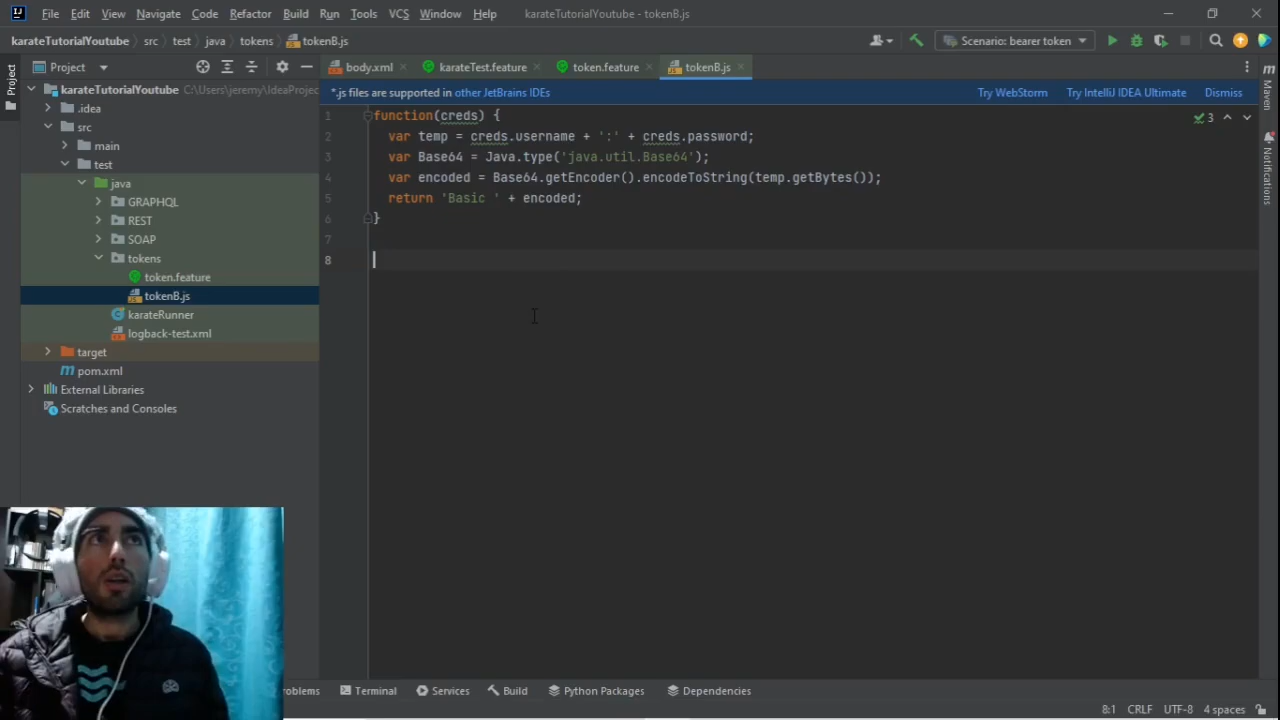 File Edit View Navigate Code Refactor Build Run Tools VCS Window Help karateTutorialYoutube - tokenB.js
karateTutorialYoutube > src > test > java > tokens > tokenB.js
Scenario: bearer token
Project
body.xml karateTest.feature token.feature tokenB.js
karateTutorialYoutube C:\Users\jeremy\IdeaProjec
.idea
src
main
test
java
GRAPHQL
REST
SOAP
tokens
token.feature
tokenB.js
karateRunner
logback-test.xml
target
pom.xml
External Libraries
Scratches and Consoles
*.js files are supported in other JetBrains IDEs Try WebStorm Try IntelliJ IDEA Ultimate Dismiss
1 function(creds) {
2 var temp = creds.username + ':' + creds.password;
3 var Base64 = Java.type('java.util.Base64');
4 var encoded = Base64.getEncoder().encodeToString(temp.getBytes());
5 return 'Basic ' + encoded;
6 }
7
8
3
Project
Maven
Notifications
oblems Terminal Services Build Python Packages Dependencies
8:1 CRLF UTF-8 4 spaces